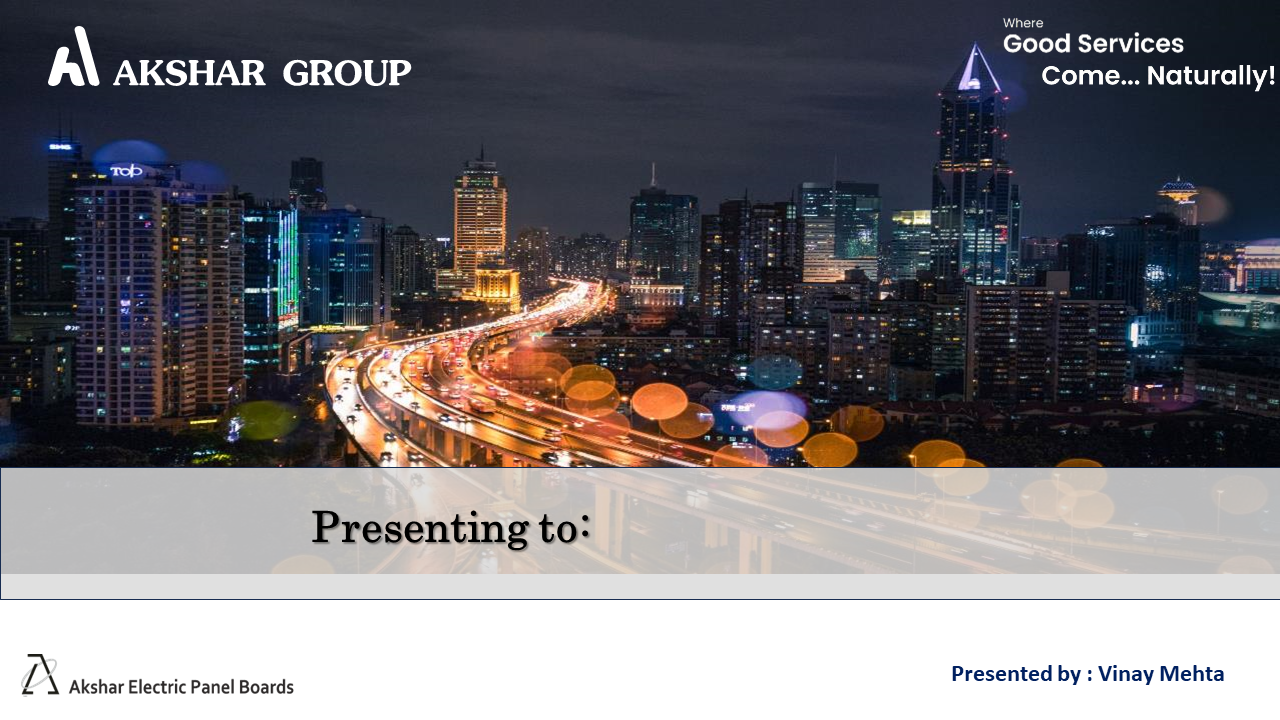 Where
Good Services
Come... Naturally!
AKSHAR GROUP
TOP
Presenting to:
Akshar Electric Panel Boards
Presented by : Vinay Mehta